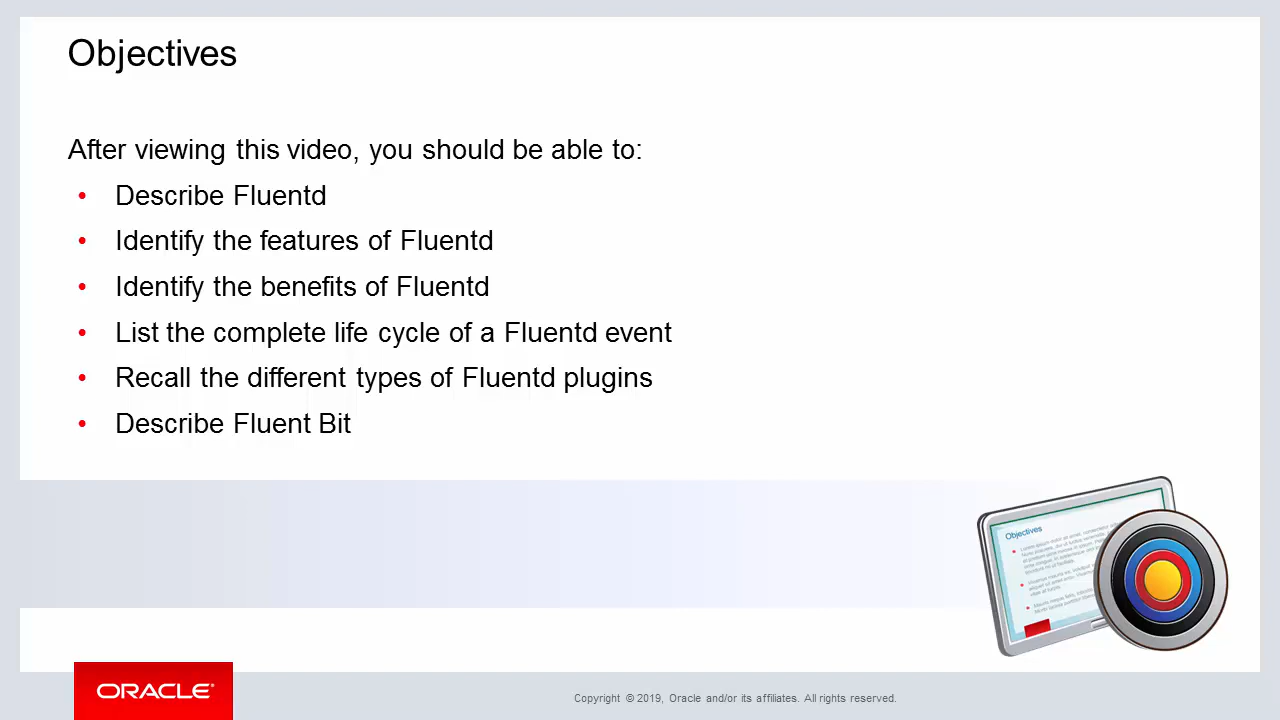 Objectives
After viewing this video, you should be able to:
• Describe Fluentd
• Identify the features of Fluentd
• Identify the benefits of Fluentd
• List the complete life cycle of a Fluentd event
• Recall the different types of Fluentd plugins
• Describe Fluent Bit
Objectives
ORACLE®
Copyright © 2019, Oracle and/or its affiliates. All rights reserved.